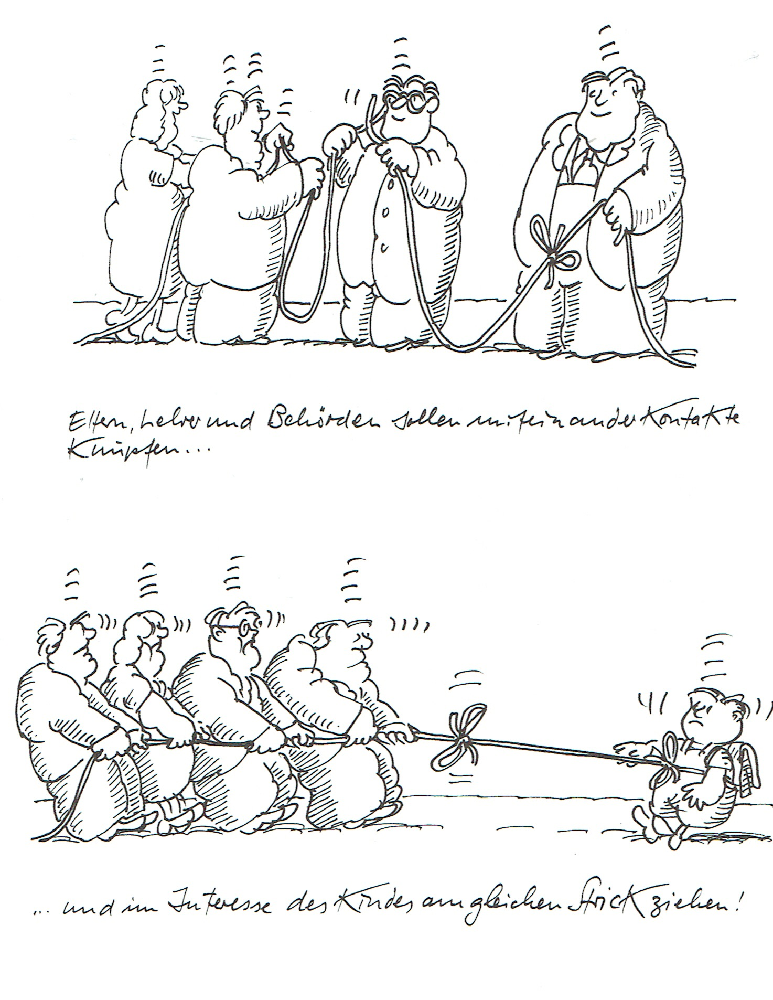 Eltern, Lehrer und Behörden sollen miteinander Kontakte
Knüpfen...
... und im Interesse des Kindes am gleichen Strick ziehen!